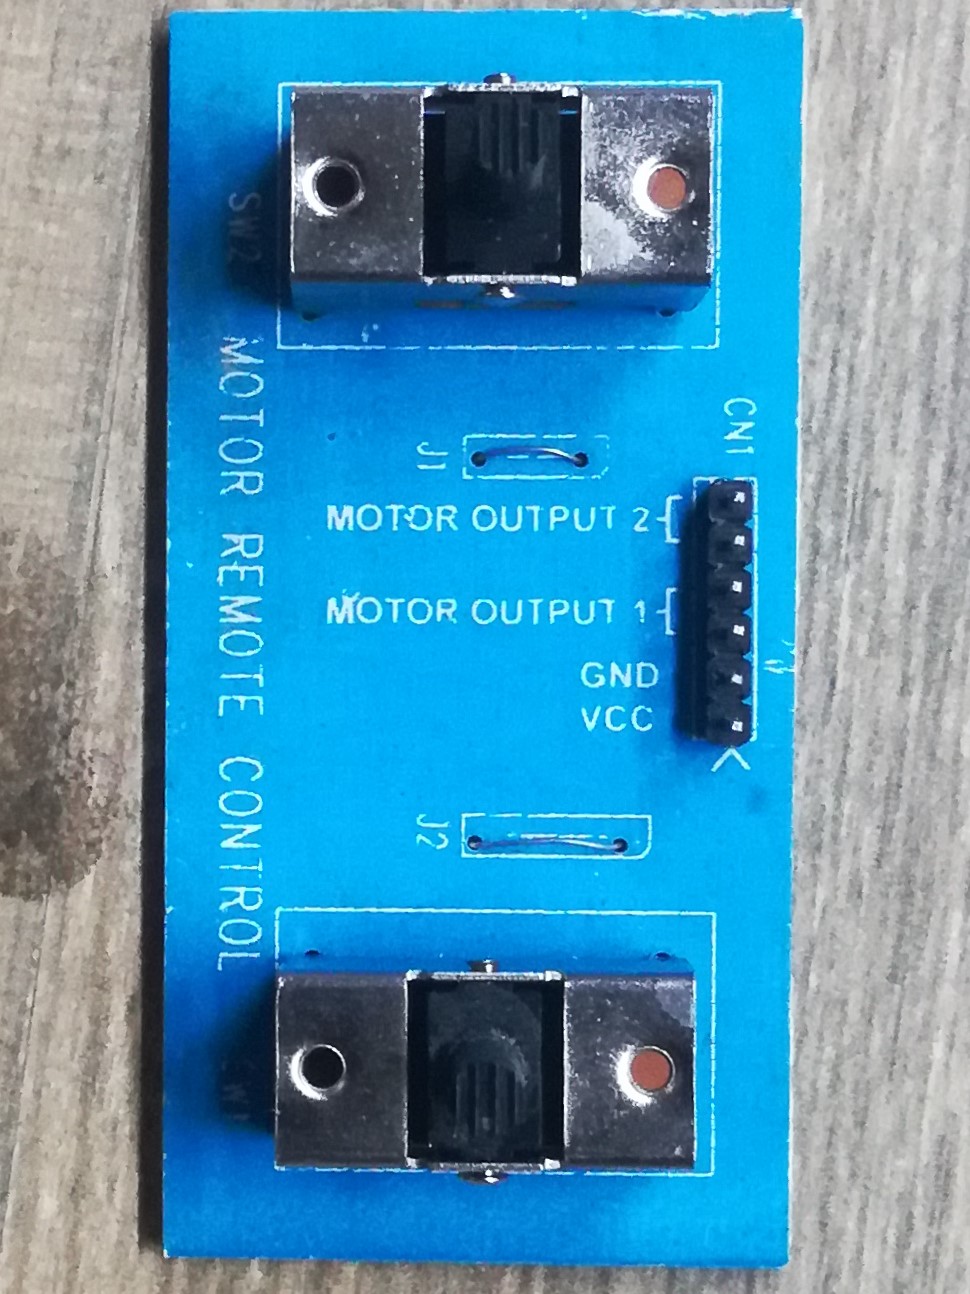 CN1
<
MOTOR OUTPUT 2
MOTOR OUTPUT 1
GND
VCC
J1
J2
SW2
MOTOR REMOTE CONTROL